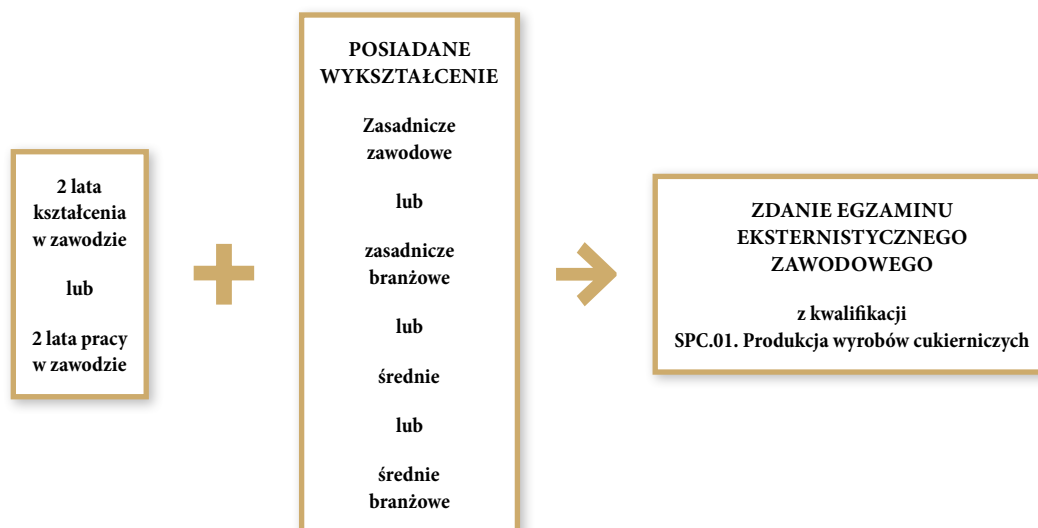 2 lata
kształcenia
w zawodzie
lub
2 lata pracy
w zawodzie
POSIADANE
WYKSZTAŁCENIE
Zasadnicze
zawodowe
lub
zasadnicze
branżowe
lub
średnie
lub
średnie
branżowe
ZDANIE EGZAMINU
EKSTERNISTYCZNEGO
ZAWODOWEGO
z kwalifikacji
SPC.01. Produkcja wyrobów cukierniczych